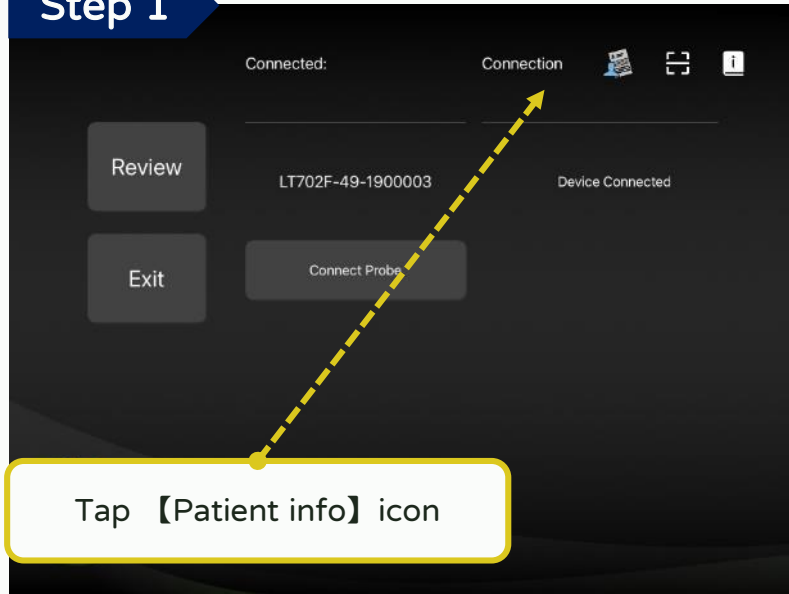 Step 1
Connected:
Connection
i
Review
LT702F-49-1900003
Device Connected
Exit
Connect Probe
Tap 【Patient info】 icon